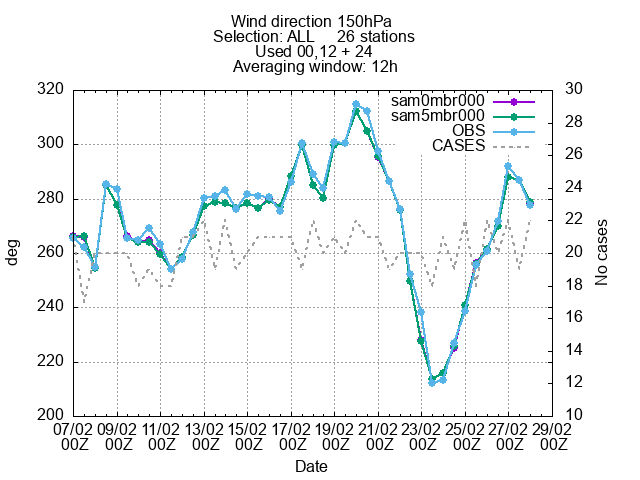 Wind direction 150hPa
Selection: ALL 26 stations
Used 00,12 + 24
Averaging window: 12h
320 30
sam0mbr000
28
sam5mbr000
OBS
300 26
CASES
280 24
22
deg 260 20 No cases
18
240 16
14
220 12
200 10
07/02 09/02 11/02 13/02 15/02 17/02 19/02 21/02 23/02 25/02 27/02 29/02
00Z 00Z 00Z 00Z 00Z 00Z 00Z 00Z 00Z 00Z 00Z 00Z
Date